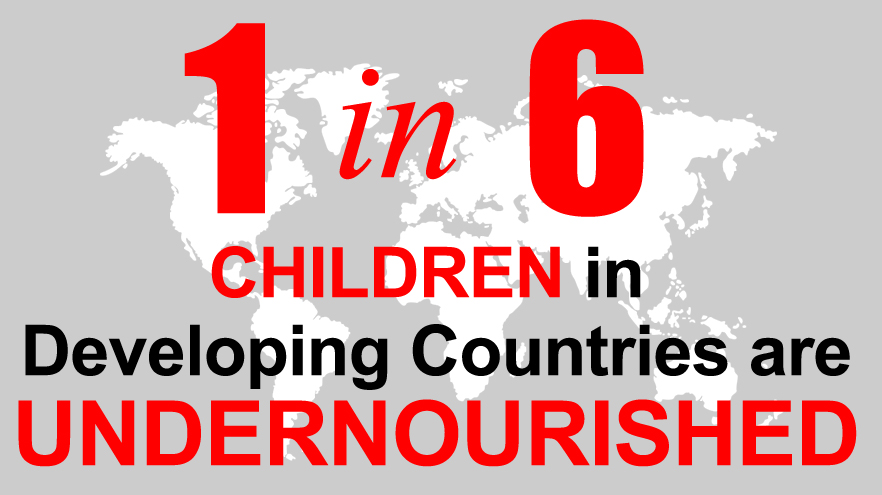 1 in 6
CHILDREN in
Developing Countries are
UNDERNOURISHED